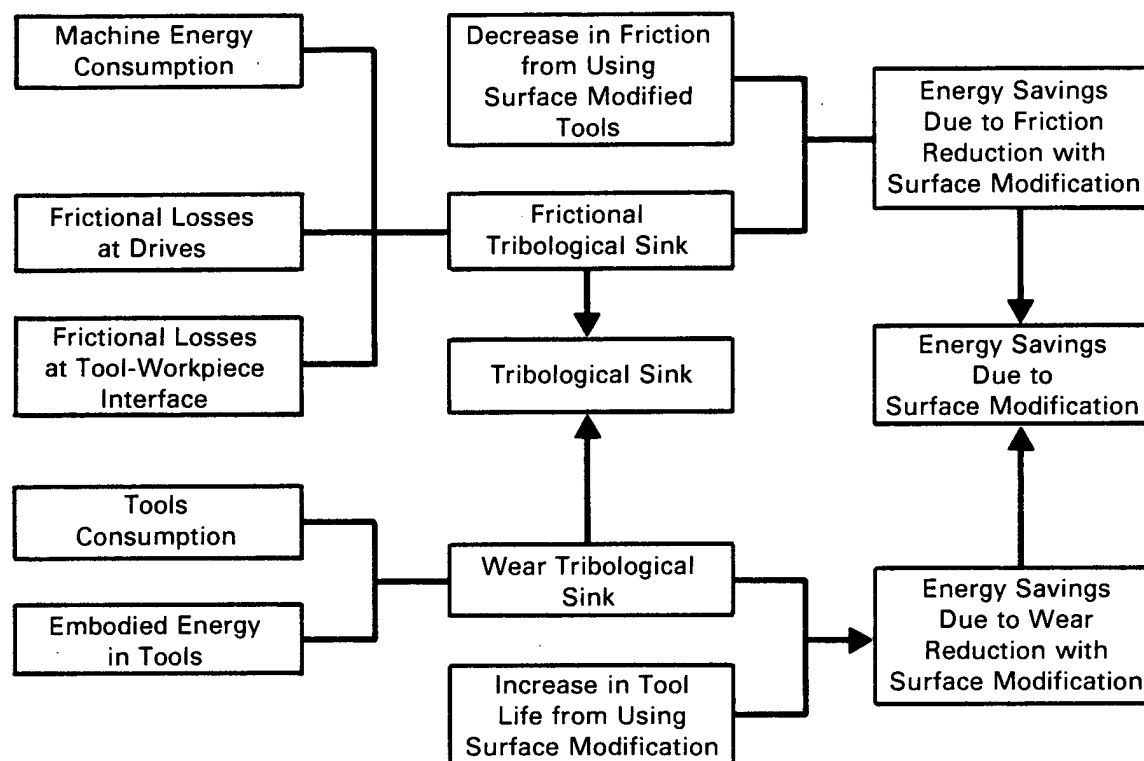 Machine Energy
Consumption
Decrease in Friction
from Using
Surface Modified
Tools
Energy Savings
Due to Friction
Reduction with
Surface Modification
Frictional Losses
at Drives
Frictional
Tribological Sink
Frictional Losses
at Tool-Workpiece
Interface
Tribological Sink
Energy Savings
Due to
Surface Modification
Tools
Consumption
Wear Tribological
Sink
Energy Savings
Due to Wear
Reduction with
Surface Modification
Embodied Energy
in Tools
Increase in Tool
Life from Using
Surface Modification